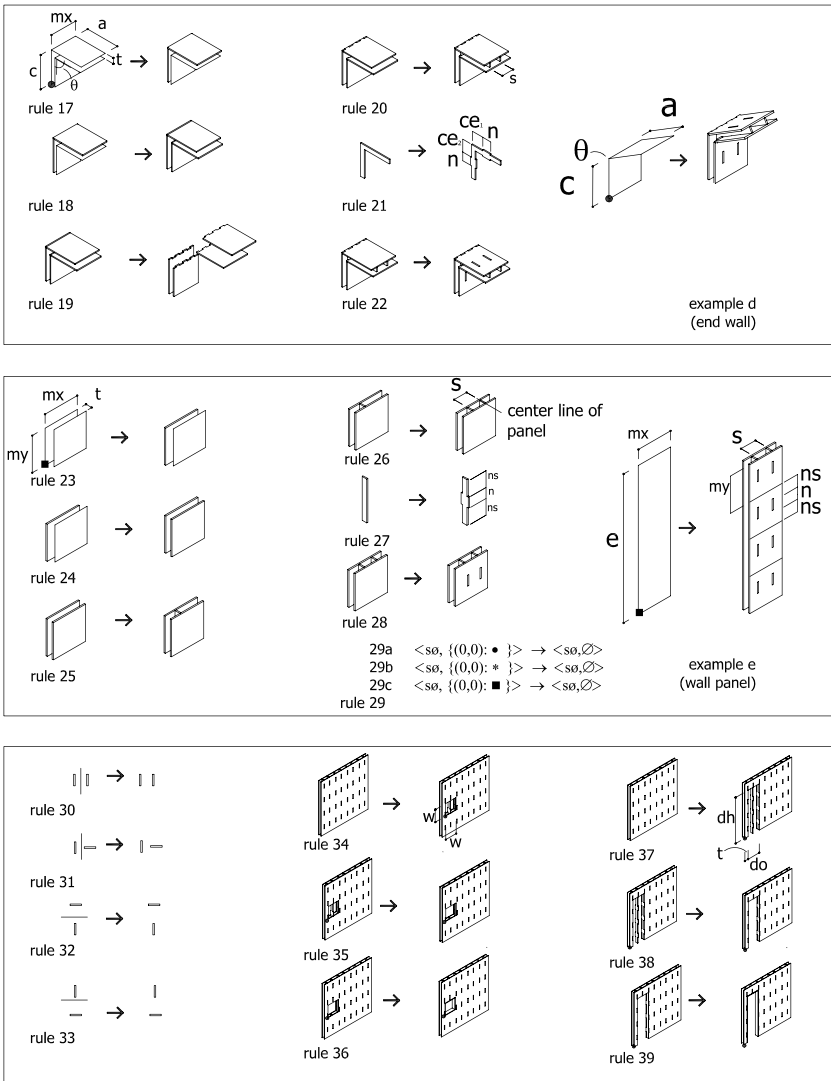 mx
a
c
t
θ
rule 17
rule 18
rule 19
s
rule 20
ce1
n
ce2
n
rule 21
rule 22
a
θ
c
example d
(end wall)
mx
t
my
rule 23
rule 24
rule 25
s
center line of
panel
rule 26
ns
n
ns
rule 27
rule 28
29a <sø, {(0,0): ● }> → <sø,∅>
29b <sø, {(0,0): * }> → <sø,∅>
29c <sø, {(0,0): ■ }> → <sø,∅>
rule 29
mx
e
s
my
ns
n
ns
example e
(wall panel)
rule 30
rule 31
rule 32
rule 33
w
w
rule 34
rule 35
rule 36
dh
t
do
rule 37
rule 38
rule 39